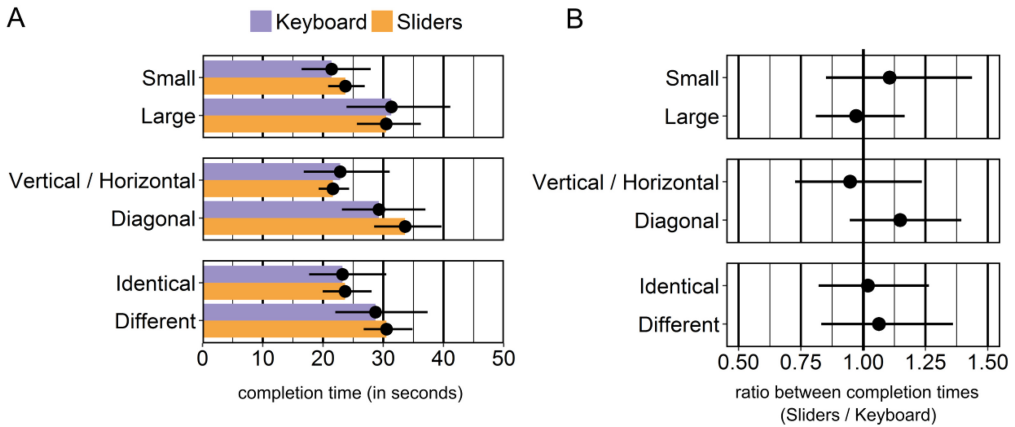 A
Keyboard Sliders
Small
Large
Vertical / Horizontal
Diagonal
Identical
Different
0 10 20 30 40 50
completion time (in seconds)
B
Small
Large
Vertical / Horizontal
Diagonal
Identical
Different
0.50 0.75 1.00 1.25 1.50
ratio between completion times
(Sliders / Keyboard)